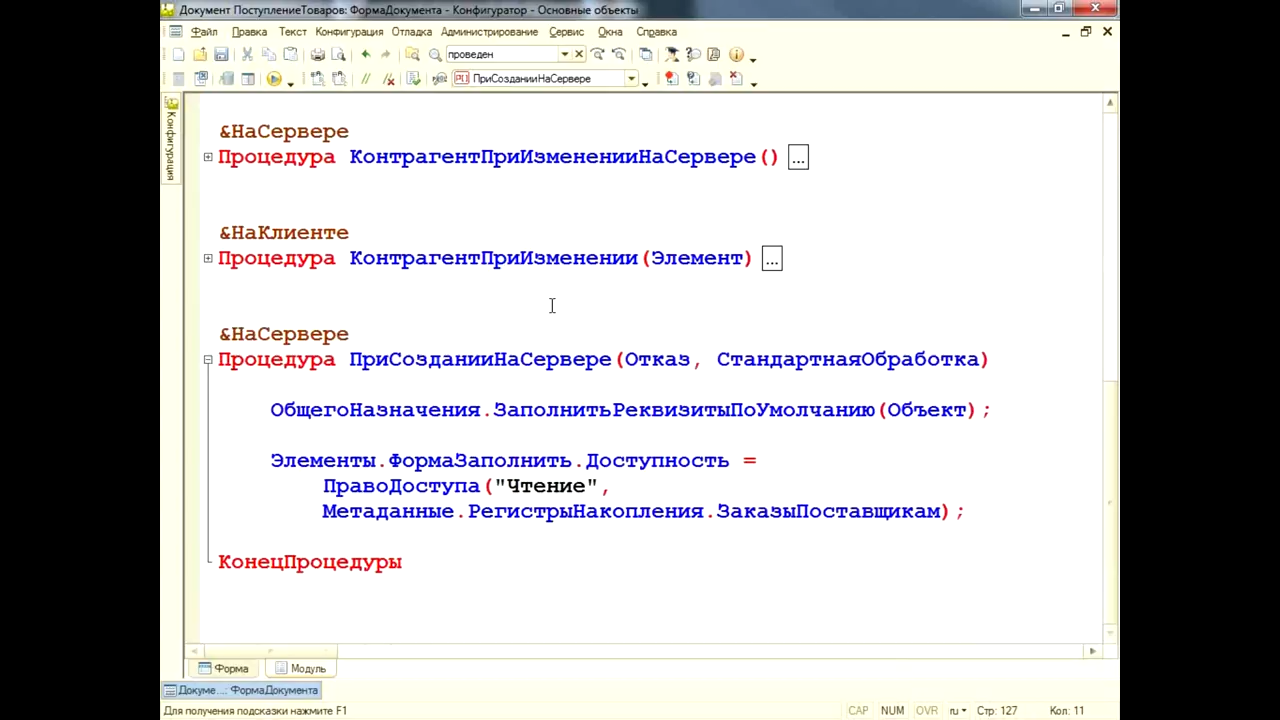 Документ ПоступлениеТоваров: ФормаДокумента - Конфигуратор - Основные объекты
Файл Правка Текст Конфигурация Отладка Администрирование Сервис Окна Справка
проведен
ПриСозданииНаСервере
Конфигурация
&НаСервере
Процедура КонтрагентПриИзмененииНаСервере() ...
&НаКлиенте
Процедура КонтрагентПриИзменении(Элемент) ...
&НаСервере
Процедура ПриСозданииНаСервере(Отказ, СтандартнаяОбработка)
ОбщегоНазначения.ЗаполнитьРеквизитыПоУмолчанию(Объект);
Элементы.ФормаЗаполнить.Доступность =
ПравоДоступа("Чтение",
Метаданные.РегистрыНакопления.ЗаказыПоставщикам);
КонецПроцедуры
Форма Модуль
Докуме...: ФормаДокумента
Для получения подсказки нажмите F1 CAP NUM OVR ru Стр: 127 Кол: 11